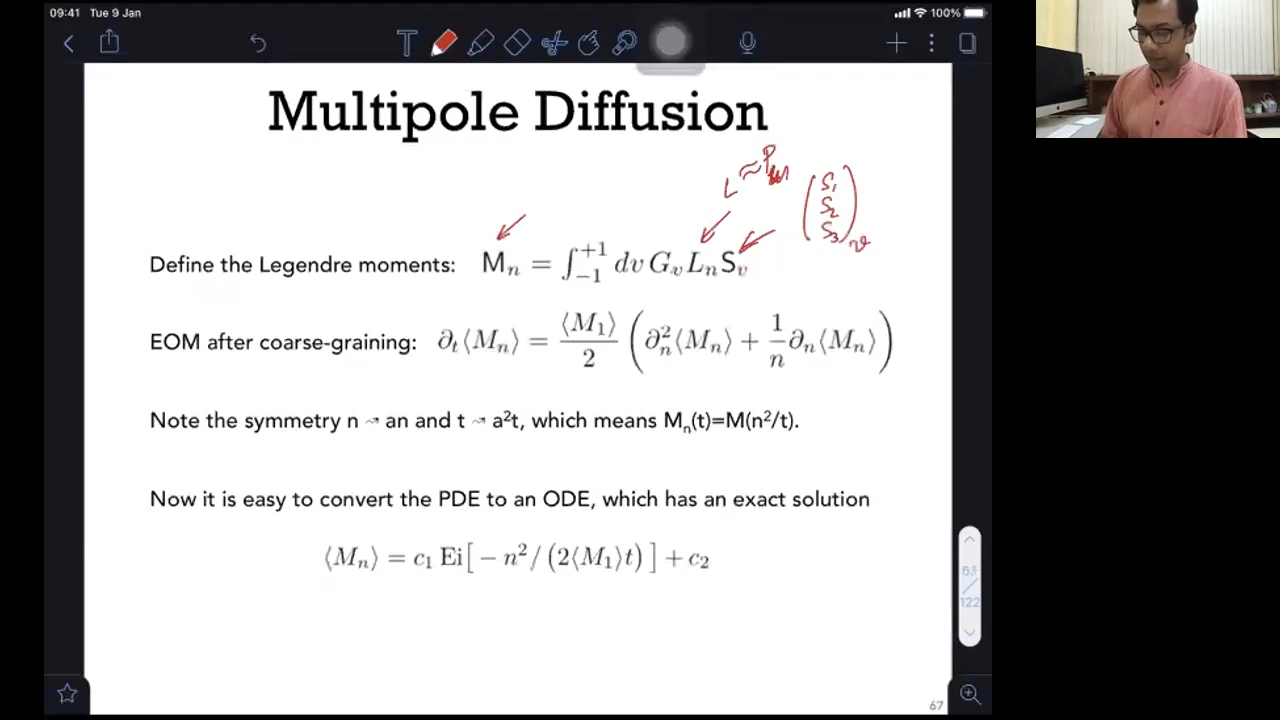 09:41 Tue 9 Jan 100%
Multipole Diffusion
L ≈ P
S₁
S₂
S₃
Define the Legendre moments: Mₙ = ∫₋₁⁺¹ dv Gᵥ Lₙ Sᵥ
EOM after coarse-graining: ∂ₜ⟨Mₙ⟩ = ⟨M₁⟩/2 (∂ₙ²⟨Mₙ⟩ + 1/n ∂ₙ⟨Mₙ⟩)
Note the symmetry n ⇝ an and t ⇝ a²t, which means Mₙ(t)=M(n²/t).
Now it is easy to convert the PDE to an ODE, which has an exact solution
⟨Mₙ⟩ = c₁ Ei[ − n²/(2⟨M₁⟩t) ] + c₂
63
122
67